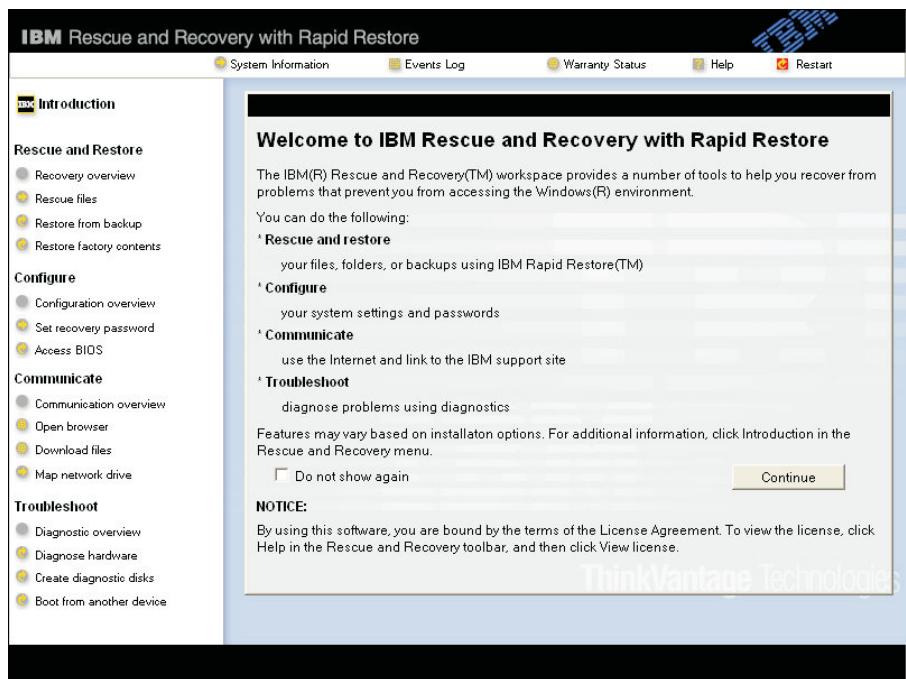 IBM Rescue and Recovery with Rapid Restore
IBM
System Information
Events Log
Warranty Status
Help
Restart
IBM Introduction
Rescue and Restore
Recovery overview
Rescue files
Restore from backup
Restore factory contents
Configure
Configuration overview
Set recovery password
Access BIOS
Communicate
Communication overview
Open browser
Download files
Map network drive
Troubleshoot
Diagnostic overview
Diagnose hardware
Create diagnostic disks
Boot from another device
Welcome to IBM Rescue and Recovery with Rapid Restore
The IBM(R) Rescue and Recovery(TM) workspace provides a number of tools to help you recover from
problems that prevent you from accessing the Windows(R) environment.
You can do the following:
* Rescue and restore
your files, folders, or backups using IBM Rapid Restore(TM)
* Configure
your system settings and passwords
* Communicate
use the Internet and link to the IBM support site
* Troubleshoot
diagnose problems using diagnostics
Features may vary based on installaton options. For additional information, click Introduction in the
Rescue and Recovery menu.
Do not show again
Continue
NOTICE:
By using this software, you are bound by the terms of the License Agreement. To view the license, click
Help in the Rescue and Recovery toolbar, and then click View license.
ThinkVantage Technologies